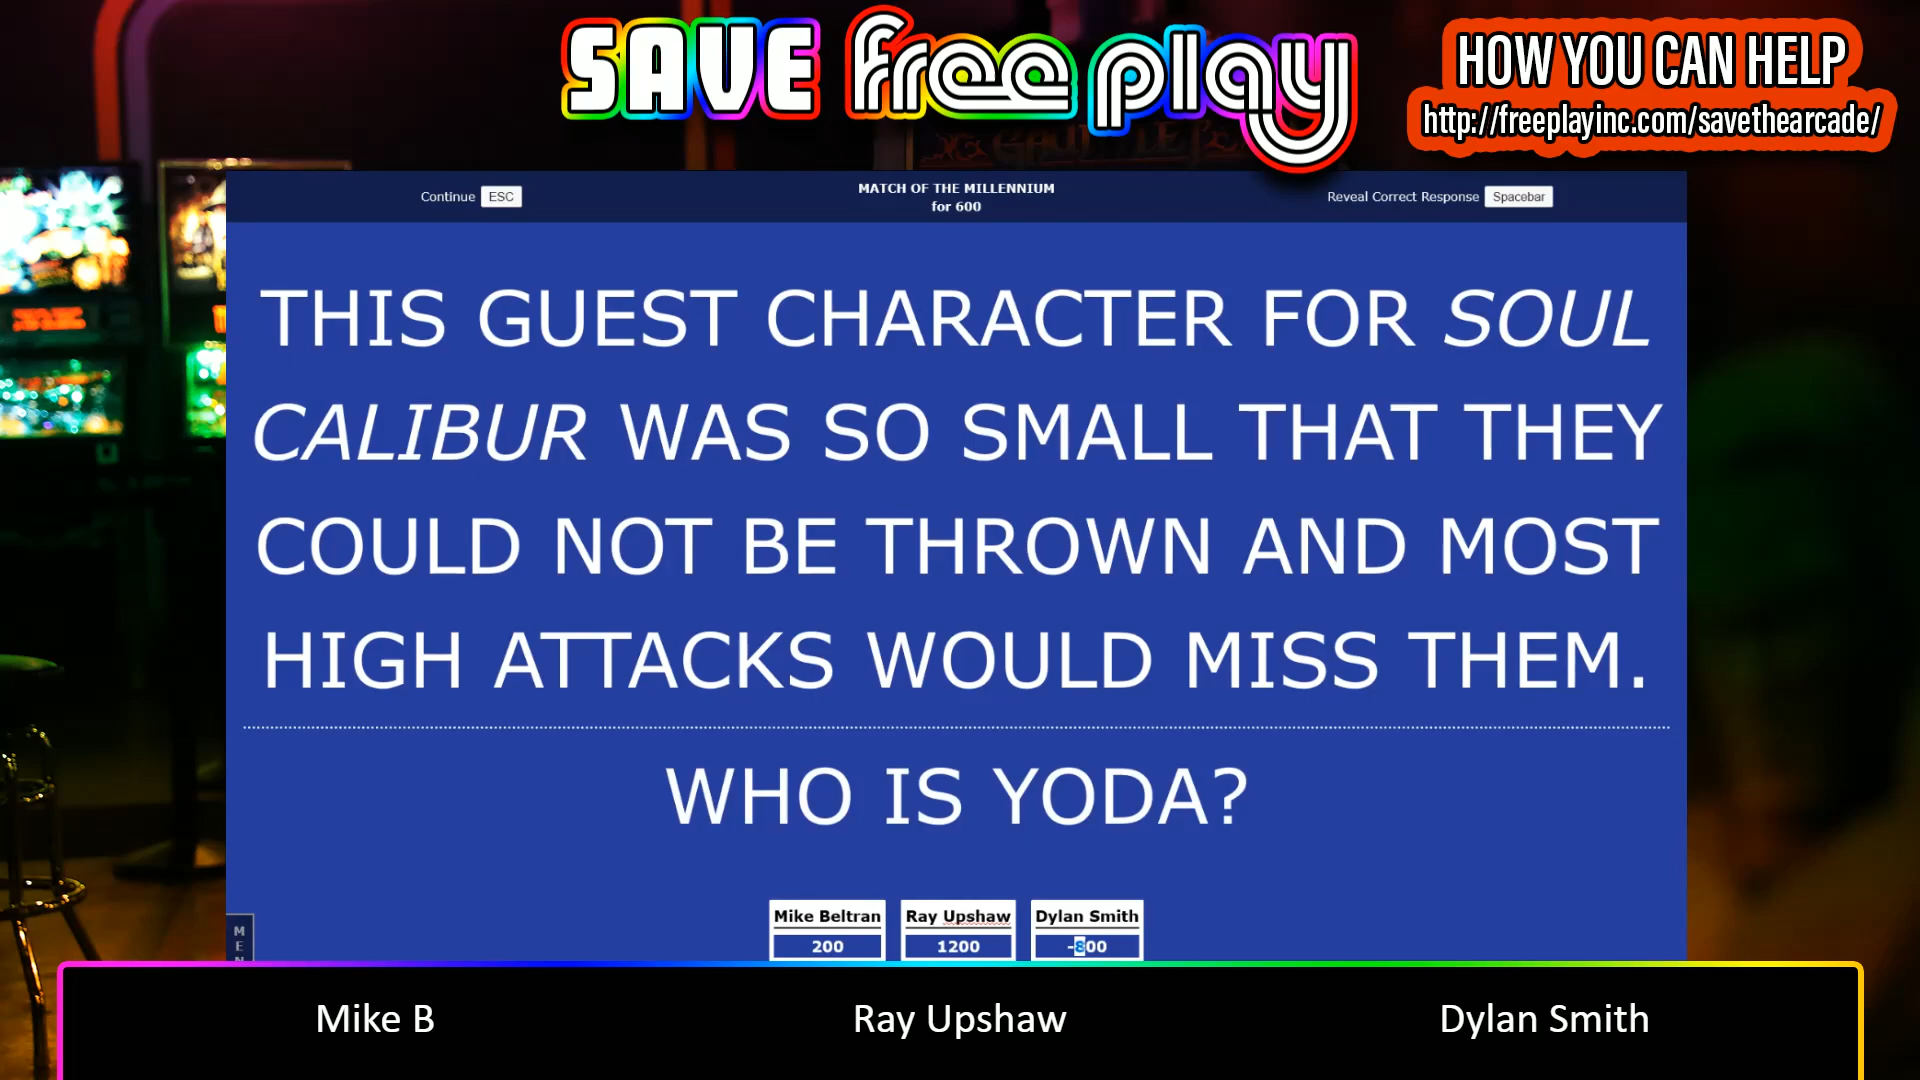 SAVE free play
HOW YOU CAN HELP
http://freeplayinc.com/savethearcade/
Continue ESC
MATCH OF THE MILLENNIUM
for 600
Reveal Correct Response Spacebar
THIS GUEST CHARACTER FOR SOUL
CALIBUR WAS SO SMALL THAT THEY
COULD NOT BE THROWN AND MOST
HIGH ATTACKS WOULD MISS THEM.
WHO IS YODA?
Mike Beltran Ray Upshaw Dylan Smith
200 1200 -800
M
E
N
Mike B Ray Upshaw Dylan Smith